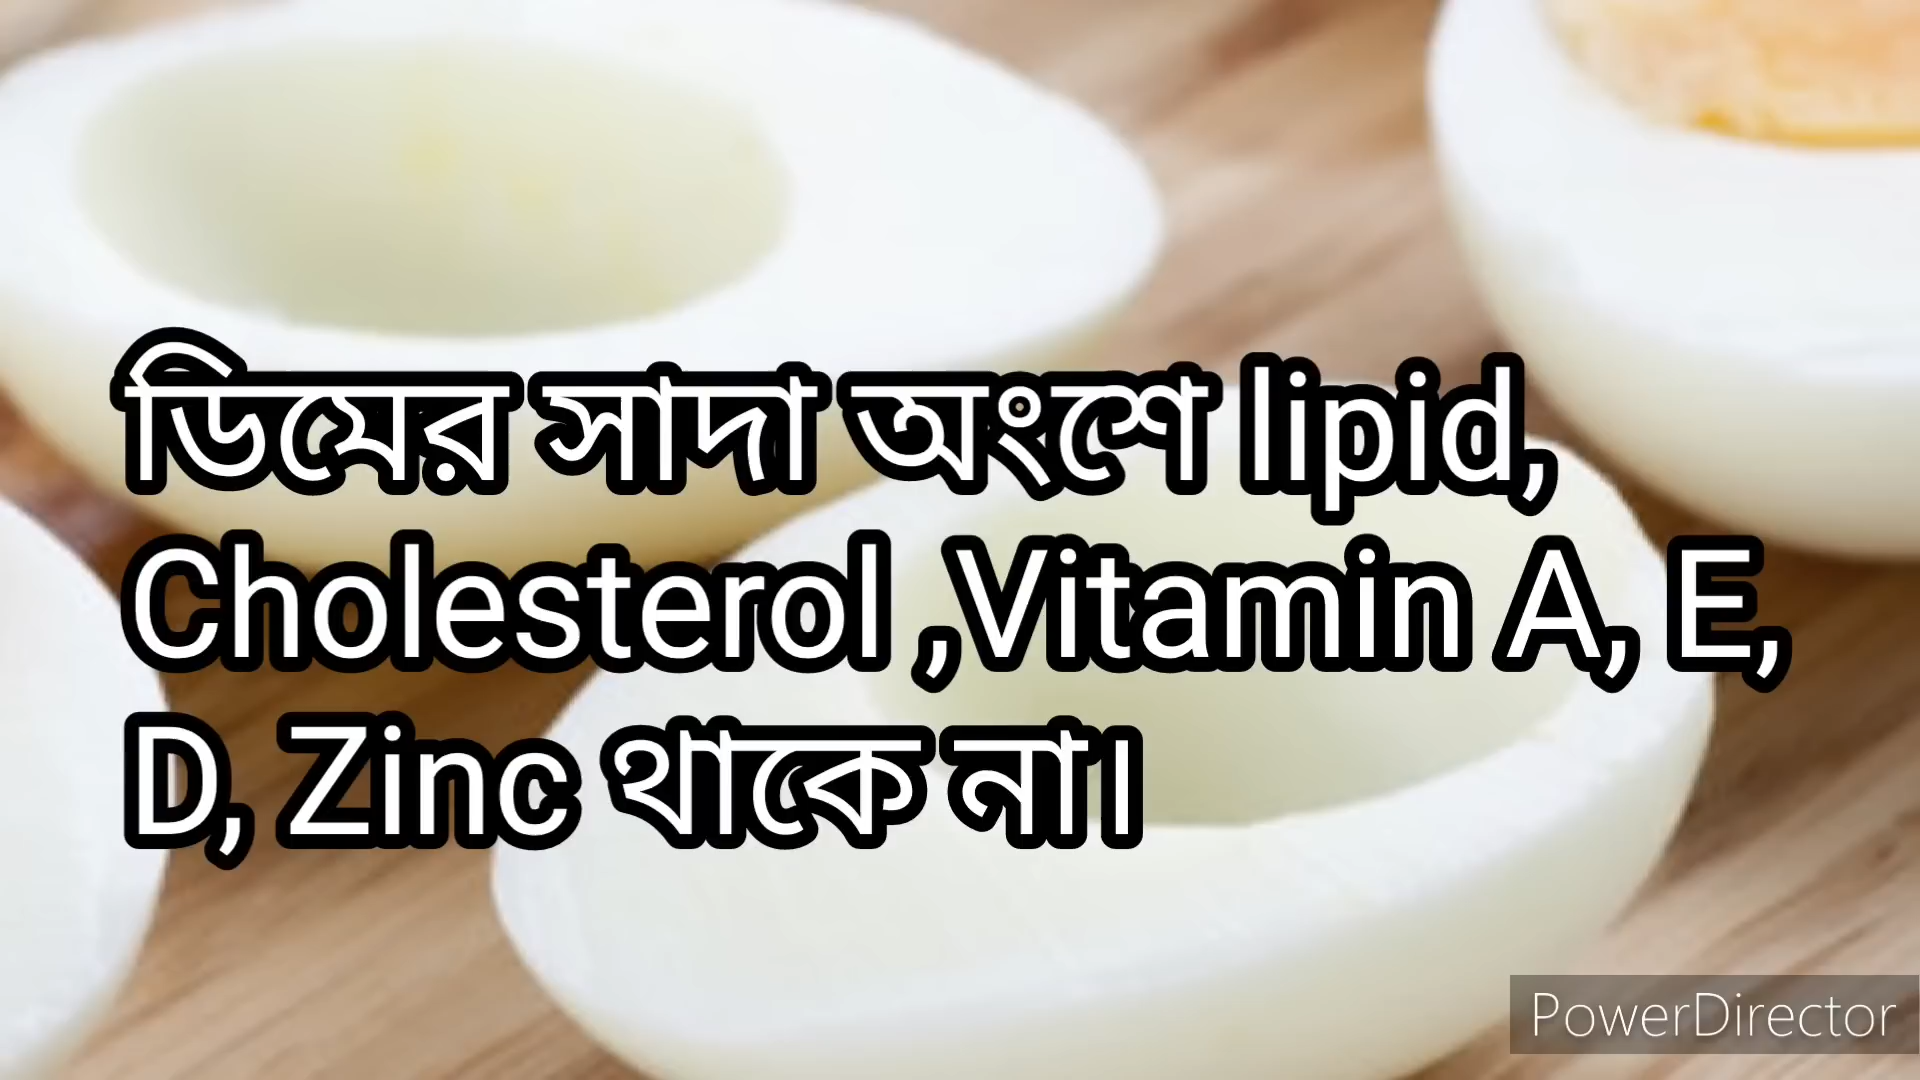 ডিমের সাদা অংশে lipid,
Cholesterol ,Vitamin A, E,
D, Zinc থাকে না।
PowerDirector